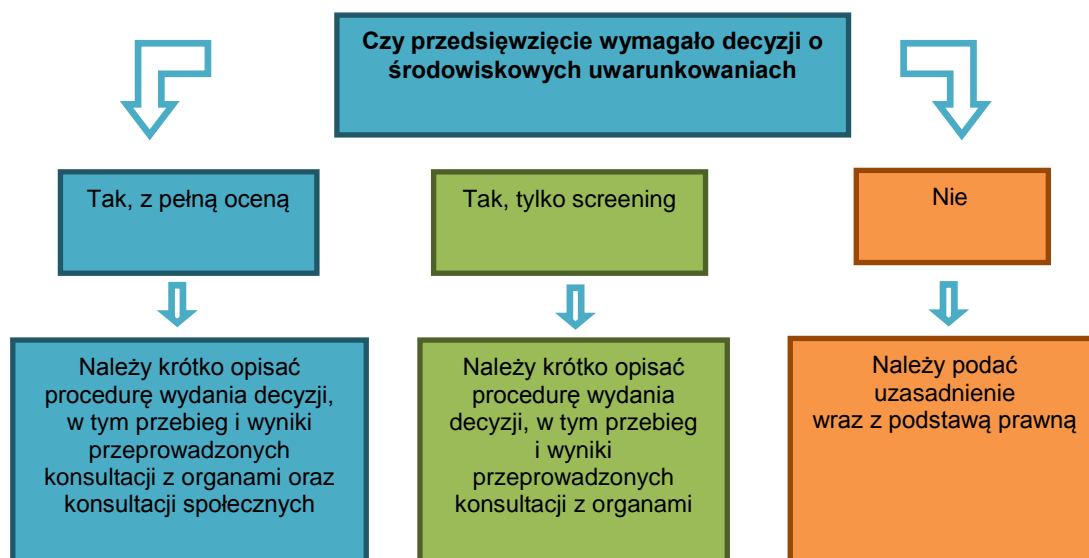 Czy przedsięwzięcie wymagało decyzji o
środowiskowych uwarunkowaniach
Tak, z pełną oceną
Tak, tylko screening
Nie
Należy krótko opisać
procedurę wydania decyzji,
w tym przebieg i wyniki
przeprowadzonych
konsultacji z organami oraz
konsultacji społecznych
Należy krótko opisać
procedurę wydania
decyzji, w tym przebieg
i wyniki
przeprowadzonych
konsultacji z organami
Należy podać
uzasadnienie
wraz z podstawą prawną